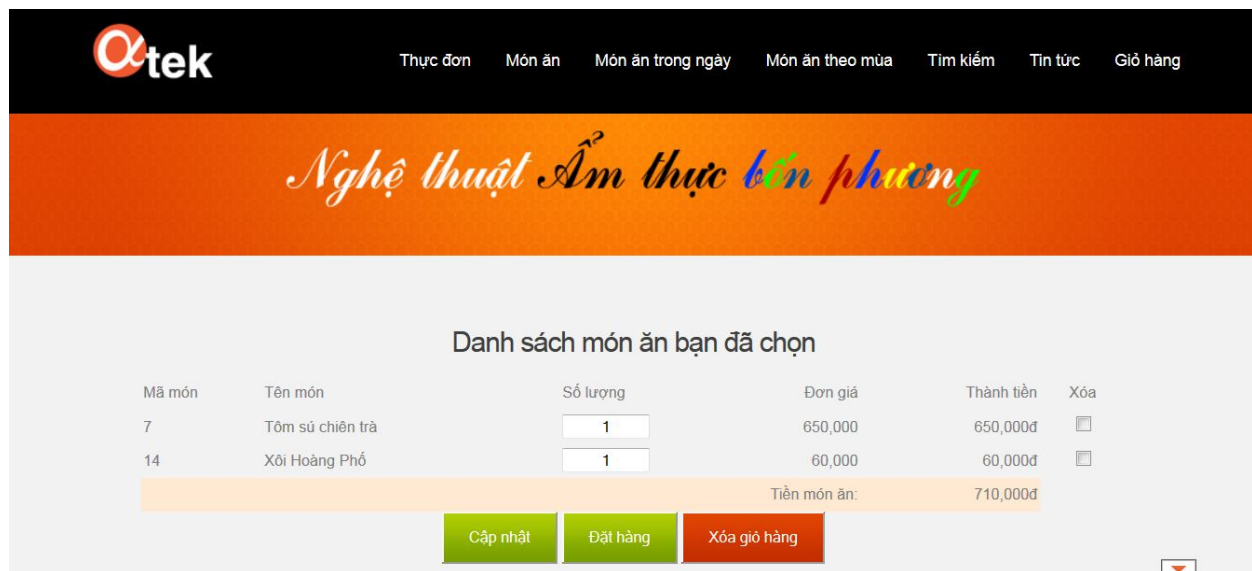 αtek
Thực đơn Món ăn Món ăn trong ngày Món ăn theo mùa Tìm kiếm Tin tức Giỏ hàng
Nghệ thuật Ẩm thực bốn phương
Danh sách món ăn bạn đã chọn
Mã món Tên món Số lượng Đơn giá Thành tiền Xóa
7 Tôm sú chiên trà 1 650,000 650,000đ
14 Xôi Hoàng Phố 1 60,000 60,000đ
Tiền món ăn: 710,000đ
Cập nhật Đặt hàng Xóa giỏ hàng